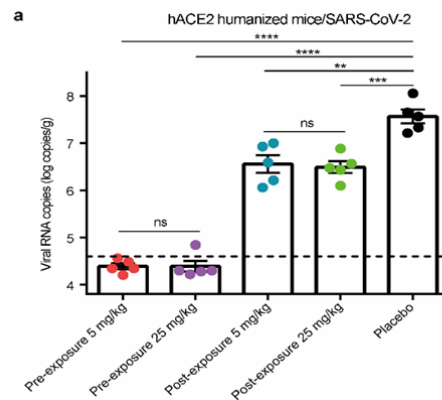 a
hACE2 humanized mice/SARS-CoV-2
****
****
**
***
ns
ns
Viral RNA copies (log copies/g)
8
7
6
5
4
Pre-exposure 5 mg/kg
Pre-exposure 25 mg/kg
Post-exposure 5 mg/kg
Post-exposure 25 mg/kg
Placebo